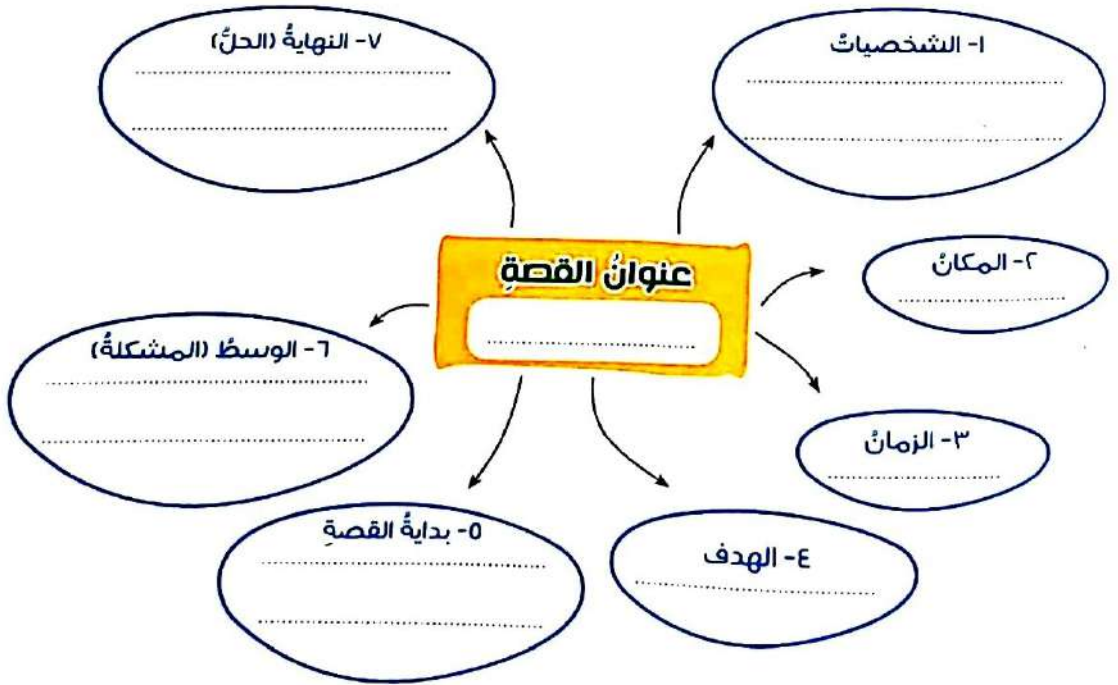 عنوانُ القصةِ
١- الشخصياتُ
٢- المكانُ
٣- الزمانُ
٤- الهدف
٥- بدايةُ القصةِ
٦- الوسطُ (المشكلةُ)
٧- النهايةُ (الحلُّ)